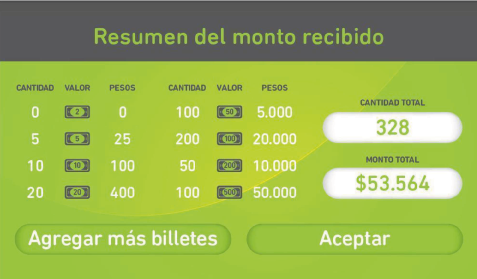 Resumen del monto recibido
CANTIDAD VALOR PESOS CANTIDAD VALOR PESOS
0 2 0 100 50 5.000
5 5 25 200 100 20.000
10 10 100 50 200 10.000
20 20 400 100 500 50.000
CANTIDAD TOTAL
328
MONTO TOTAL
$53.564
Agregar más billetes
Aceptar